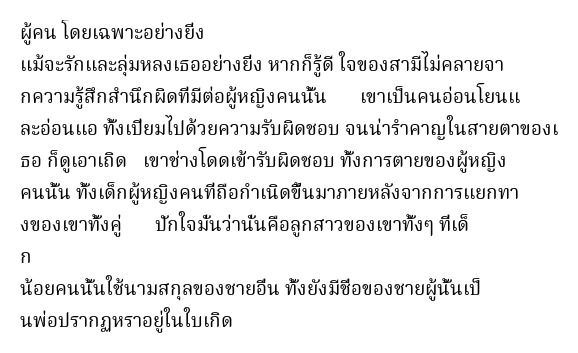 ผู้คน โดยเฉพาะอย่างยิ่ง
แม้จะรักและลุ่มหลงเธออย่างยิ่ง หากก็รู้ดี ใจของสามีไม่คลายจา
กความรู้สึกสำนึกผิดที่มีต่อผู้หญิงคนนั้น เขาเป็นคนอ่อนโยนแ
ละอ่อนแอ ทั้งเปี่ยมไปด้วยความรับผิดชอบ จนน่ารำคาญในสายตาของเ
ธอ ก็ดูเอาเถิด เขาช่างโดดเข้ารับผิดชอบ ทั้งการตายของผู้หญิง
คนนั้น ทั้งเด็กผู้หญิงคนที่ถือกำเนิดขึ้นมาภายหลังจากการแยกทา
งของเขาทั้งคู่ ปักใจมั่นว่านั่นคือลูกสาวของเขาทั้งๆ ที่เด็
ก
น้อยคนนั้นใช้นามสกุลของชายอื่น ทั้งยังมีชื่อของชายผู้นั้นเป็
นพ่อปรากฏหราอยู่ในใบเกิด